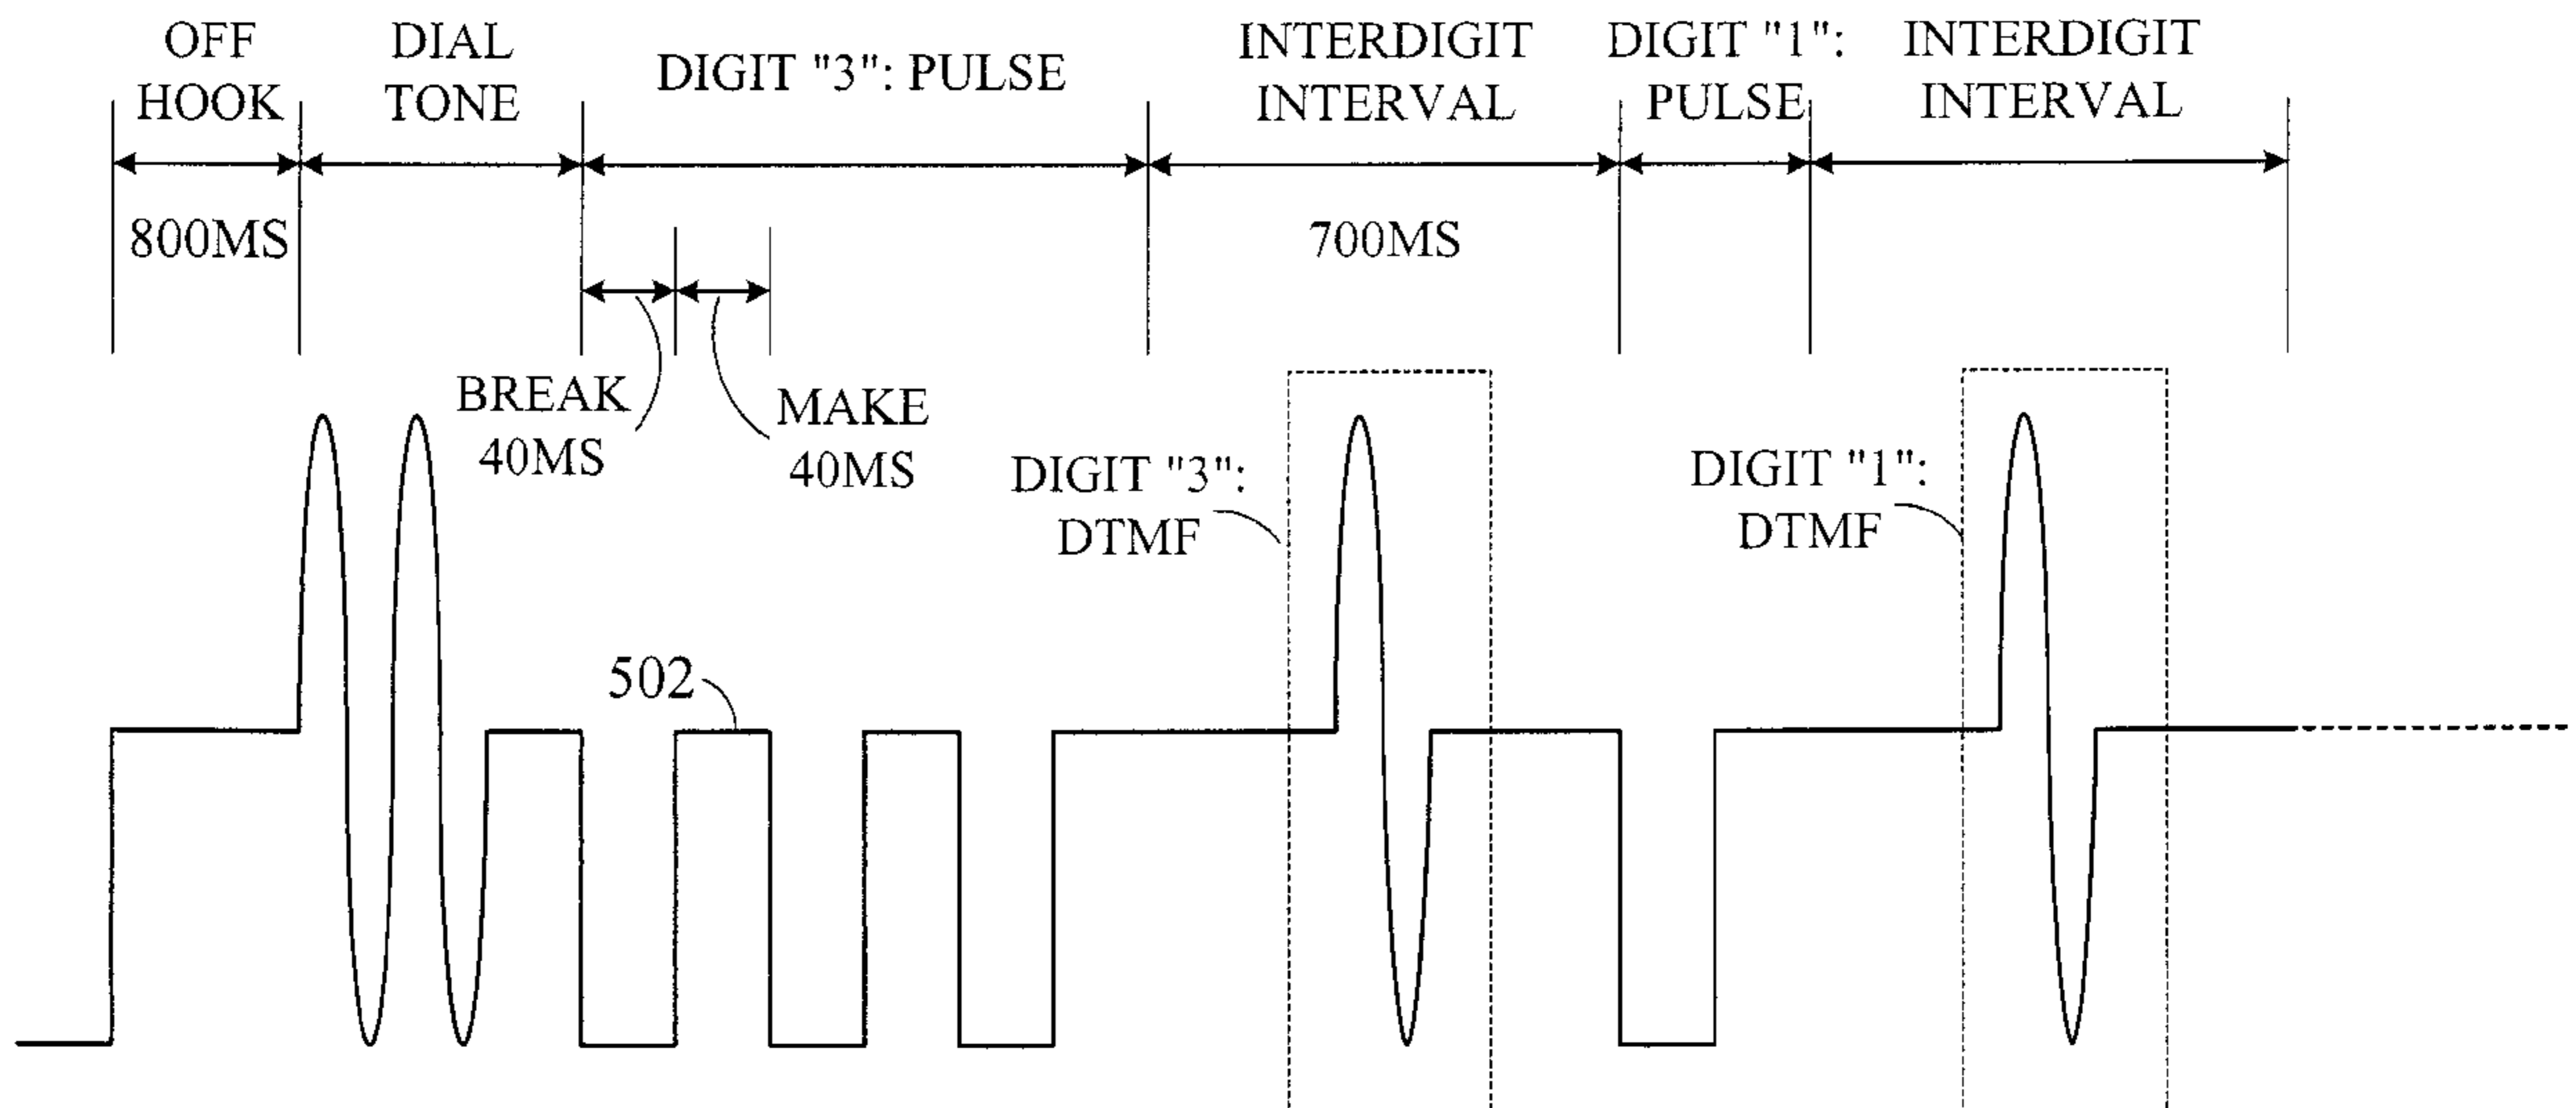 OFF
HOOK
DIAL
TONE
DIGIT "3": PULSE
INTERDIGIT
INTERVAL
DIGIT "1":
PULSE
INTERDIGIT
INTERVAL
800MS
700MS
BREAK
40MS
MAKE
40MS
DIGIT "3":
DTMF
DIGIT "1":
DTMF
502